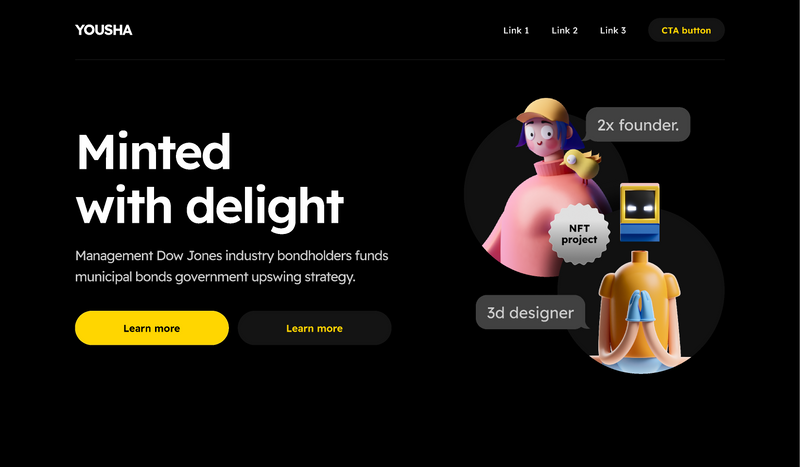 YOUSHA
Link 1
Link 2
Link 3
CTA button
Minted
with delight
Management Dow Jones industry bondholders funds
municipal bonds government upswing strategy.
Learn more
Learn more
2x founder.
NFT
project
3d designer